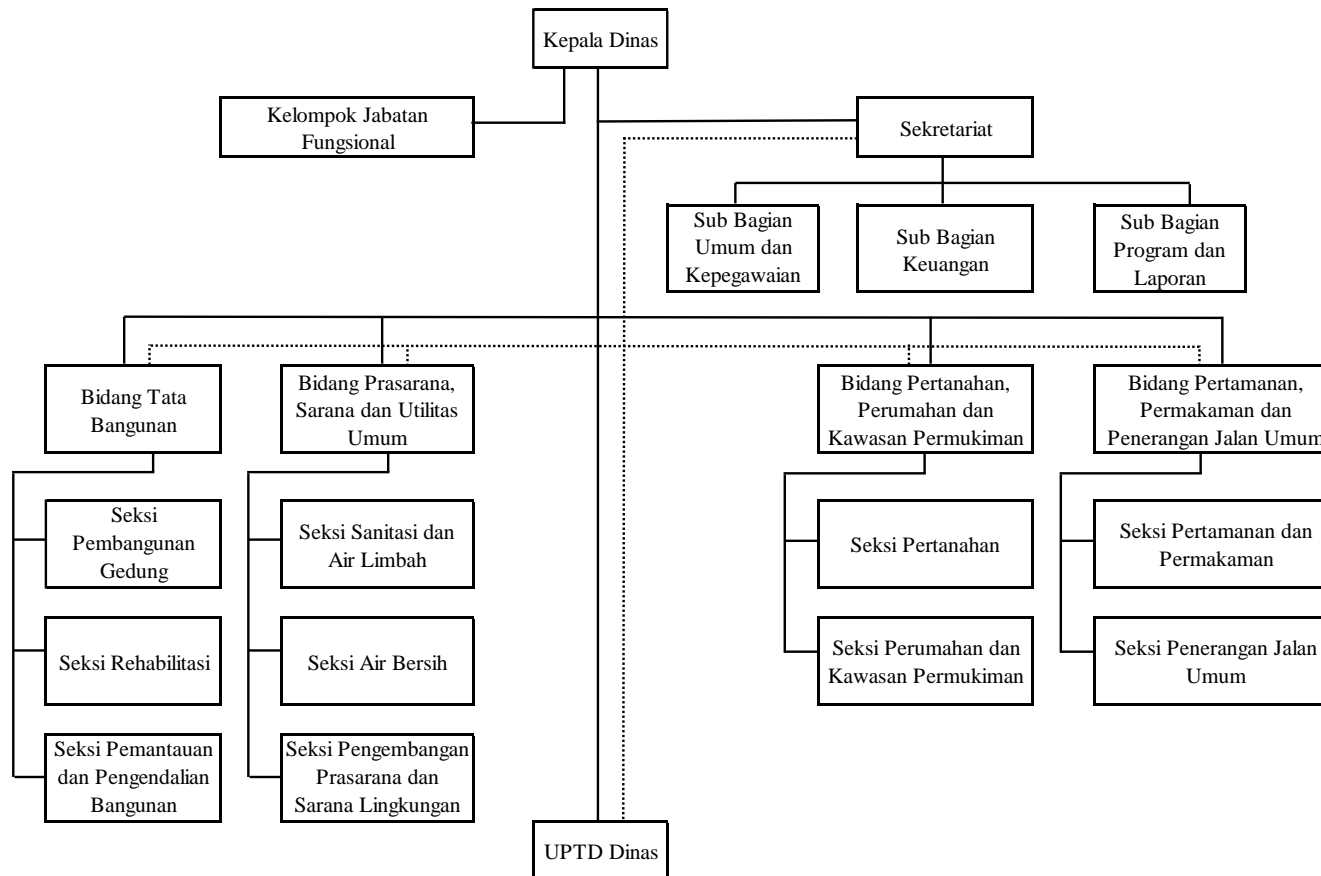 Kepala Dinas
Kelompok Jabatan
Fungsional
Sekretariat
Sub Bagian
Umum dan
Kepegawaian
Sub Bagian
Keuangan
Sub Bagian
Program dan
Laporan
Bidang Tata
Bangunan
Bidang Prasarana,
Sarana dan Utilitas
Umum
Bidang Pertanahan,
Perumahan dan
Kawasan Permukiman
Bidang Pertamanan,
Permakaman dan
Penerangan Jalan Umum
Seksi
Pembangunan
Gedung
Seksi Sanitasi dan
Air Limbah
Seksi Pertanahan
Seksi Pertamanan dan
Permakaman
Seksi Rehabilitasi
Seksi Air Bersih
Seksi Perumahan dan
Kawasan Permukiman
Seksi Penerangan Jalan
Umum
Seksi Pemantauan
dan Pengendalian
Bangunan
Seksi Pengembangan
Prasarana dan
Sarana Lingkungan
UPTD Dinas